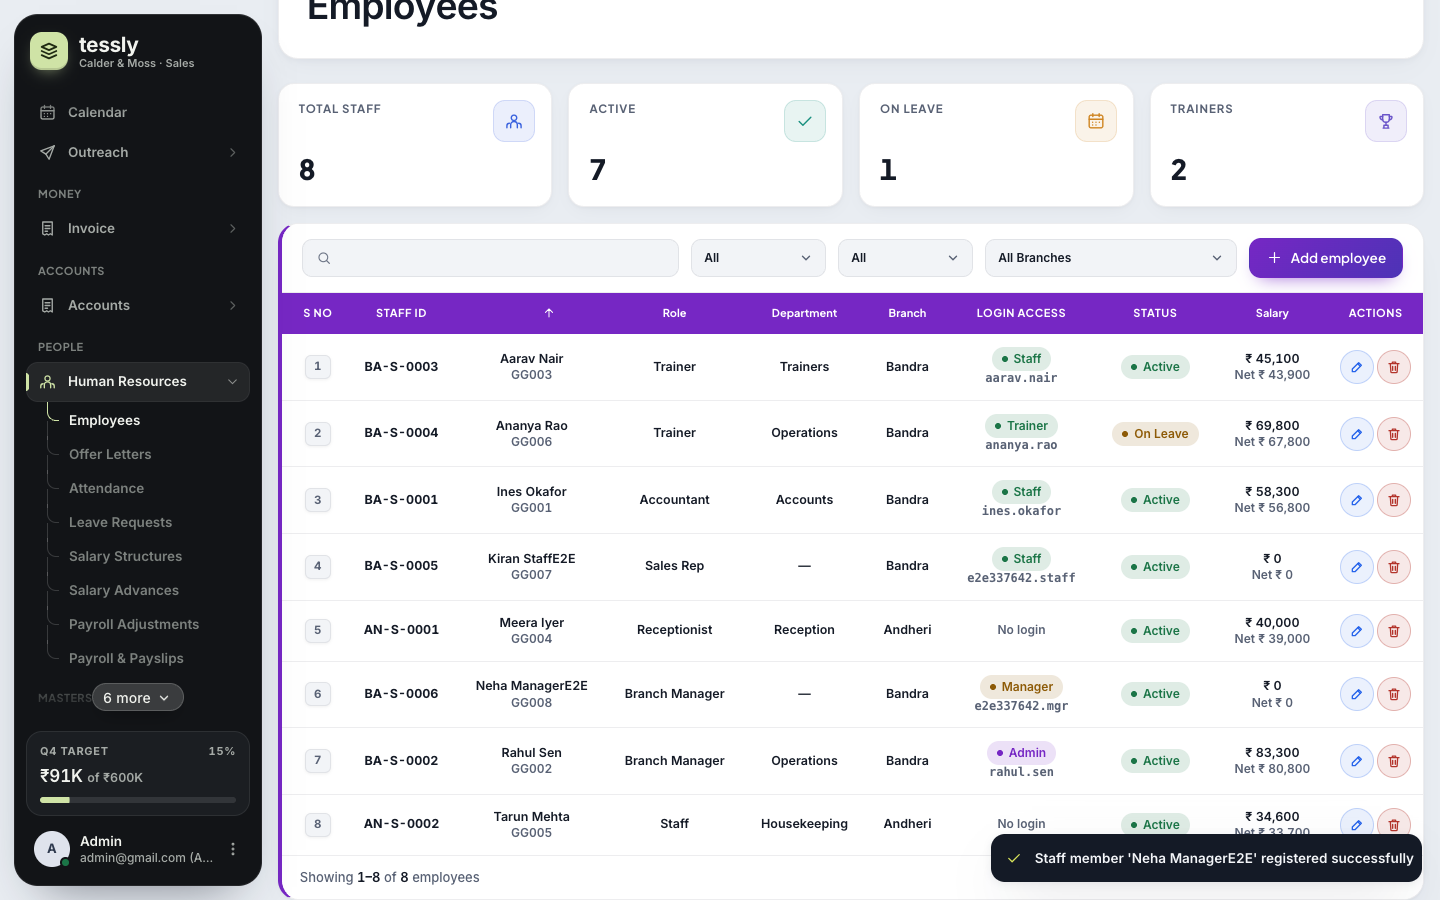 tessly
Calder & Moss · Sales
Calendar
Outreach
MONEY
Invoice
ACCOUNTS
Accounts
PEOPLE
Human Resources
Employees
Offer Letters
Attendance
Leave Requests
Salary Structures
Salary Advances
Payroll Adjustments
Payroll & Payslips
MASTERS
6 more
Q4 TARGET 15%
₹91K of ₹600K
A
Admin
admin@gmail.com (A...
Employees
TOTAL STAFF
8
ACTIVE
7
ON LEAVE
1
TRAINERS
2
All
All
All Branches
Add employee
S NO STAFF ID ↑ Role Department Branch LOGIN ACCESS STATUS Salary ACTIONS
1 BA-S-0003 Aarav Nair Trainer Trainers Bandra Staff Active ₹ 45,100
GG003 aarav.nair Net ₹ 43,900
2 BA-S-0004 Ananya Rao Trainer Operations Bandra Trainer On Leave ₹ 69,800
GG006 ananya.rao Net ₹ 67,800
3 BA-S-0001 Ines Okafor Accountant Accounts Bandra Staff Active ₹ 58,300
GG001 ines.okafor Net ₹ 56,800
4 BA-S-0005 Kiran StaffE2E Sales Rep — Bandra Staff Active ₹ 0
GG007 e2e337642.staff Net ₹ 0
5 AN-S-0001 Meera Iyer Receptionist Reception Andheri No login Active ₹ 40,000
GG004 Net ₹ 39,000
6 BA-S-0006 Neha ManagerE2E Branch Manager — Bandra Manager Active ₹ 0
GG008 e2e337642.mgr Net ₹ 0
7 BA-S-0002 Rahul Sen Branch Manager Operations Bandra Admin Active ₹ 83,300
GG002 rahul.sen Net ₹ 80,800
8 AN-S-0002 Tarun Mehta Staff Housekeeping Andheri No login Active ₹ 34,600
GG005 Net ₹ 33,700
Showing 1–8 of 8 employees
Staff member 'Neha ManagerE2E' registered successfully